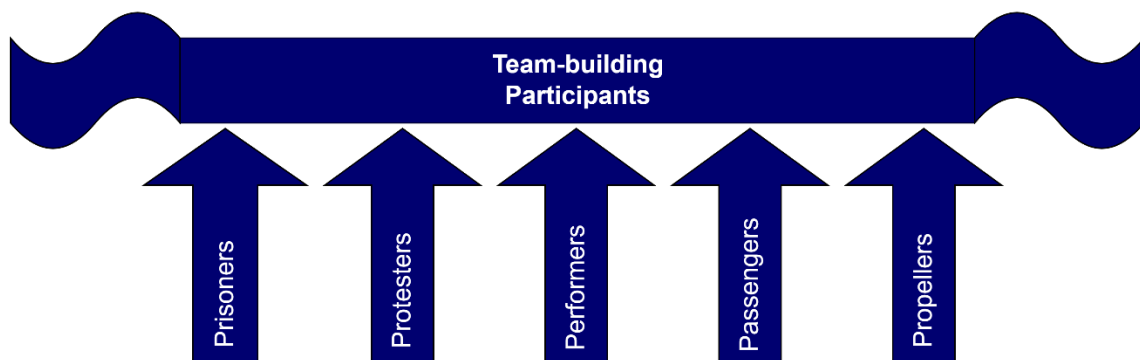 Team-building
Participants
Prisoners
Protesters
Performers
Passengers
Propellers